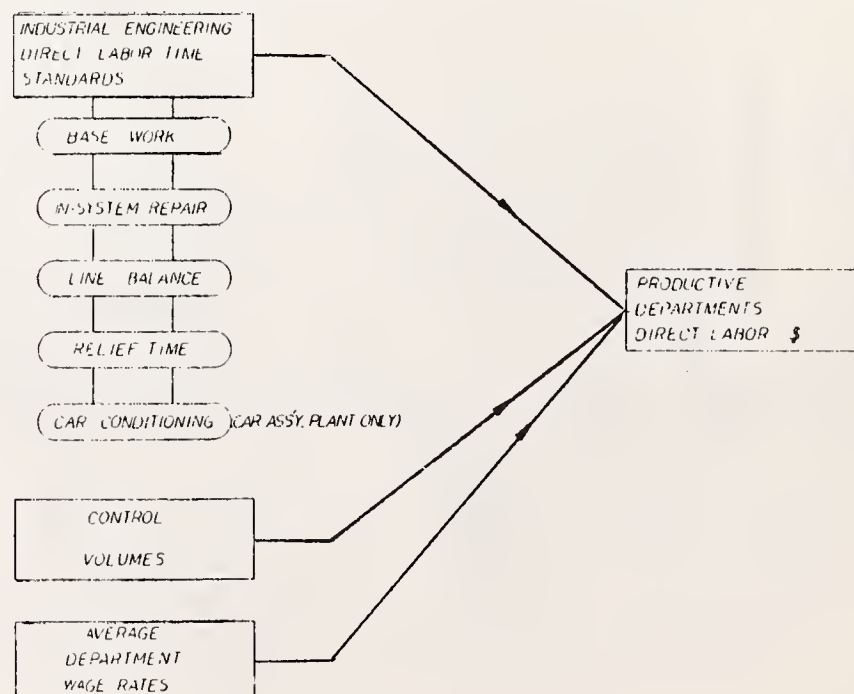 INDUSTRIAL ENGINEERING
DIRECT LABOR TIME
STANDARDS
BASE WORK
IN-SYSTEM REPAIR
LINE BALANCE
RELIEF TIME
CAR CONDITIONING (CAR ASS'Y. PLANT ONLY)
PRODUCTIVE
DEPARTMENTS
DIRECT LABOR $
CONTROL
VOLUMES
AVERAGE
DEPARTMENT
WAGE RATES